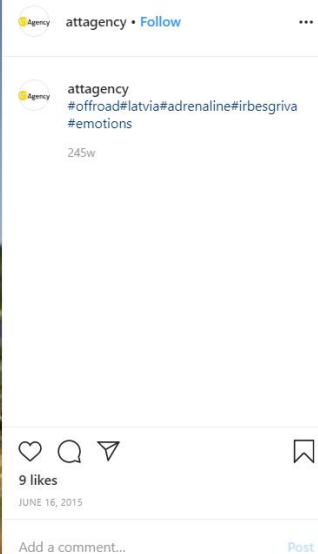 Agency
attagency • Follow
Agency
attagency
#offroad#latvia#adrenaline#irbesgriva
#emotions
245w
9 likes
JUNE 16, 2015
Add a comment...
Post